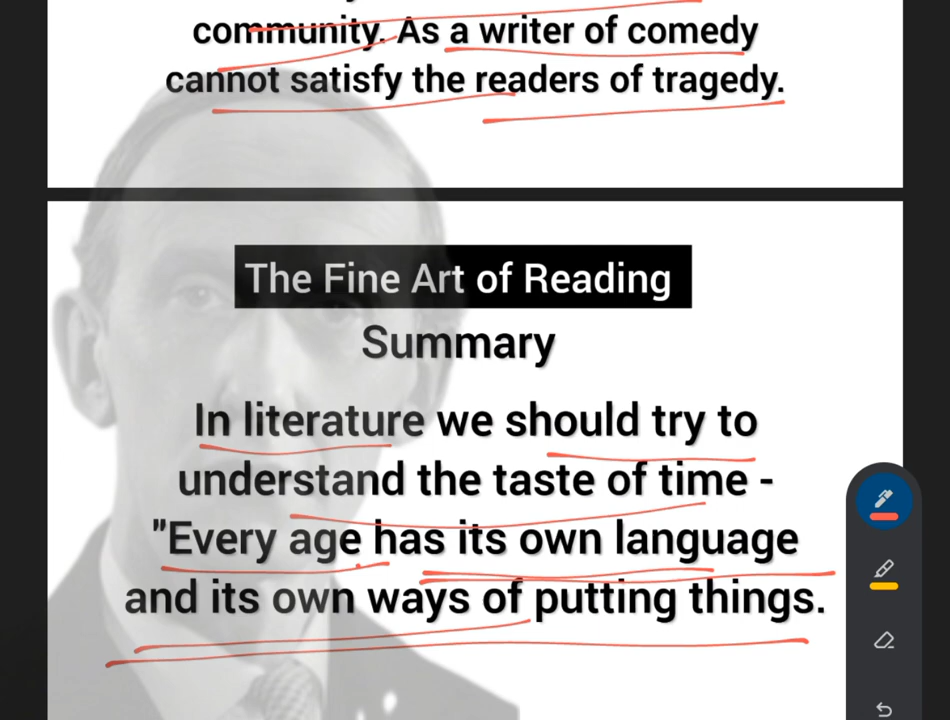 community. As a writer of comedy
cannot satisfy the readers of tragedy.
The Fine Art of Reading
Summary
In literature we should try to
understand the taste of time -
"Every age has its own language
and its own ways of putting things.